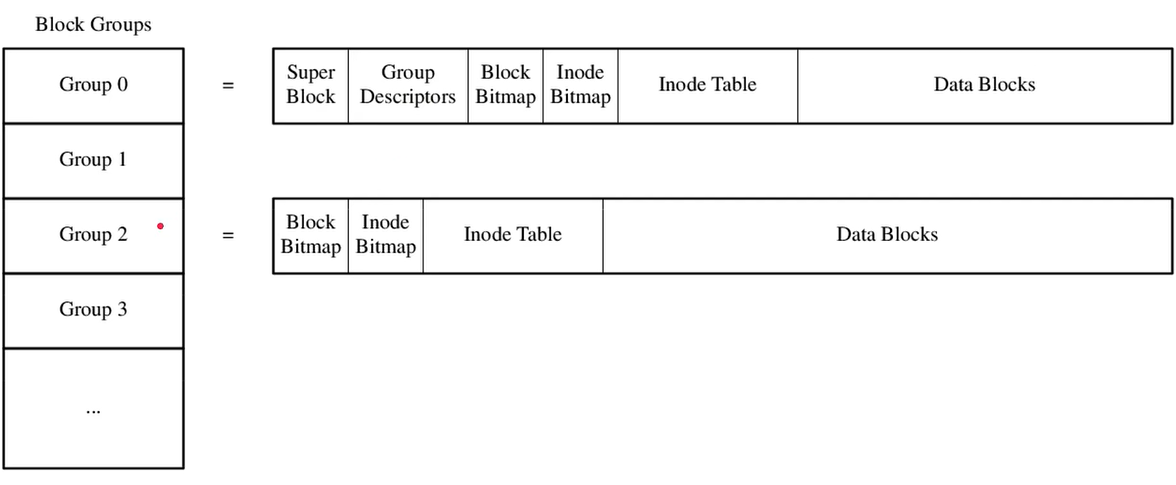 Block Groups
Group 0
=
Super
Block
Group
Descriptors
Block
Bitmap
Inode
Bitmap
Inode Table
Data Blocks
Group 1
Group 2
=
Block
Bitmap
Inode
Bitmap
Inode Table
Data Blocks
Group 3
...